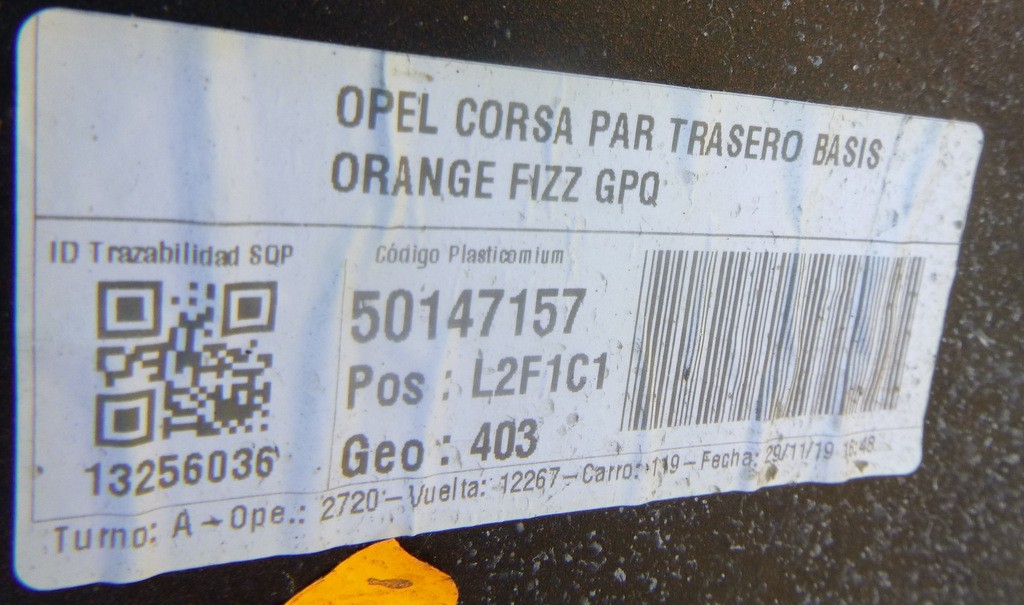 OPEL CORSA PAR TRASERO BASIS
ORANGE FIZZ GPQ
ID Trazabilidad SQP
13256036
Código Plasticomium
50147157
Pos : L2F1C1
Geo : 403
Turno: A - Ope.: 2720 - Vuelta: 12267 - Carro: 119 - Fecha: 29/11/19 16:48